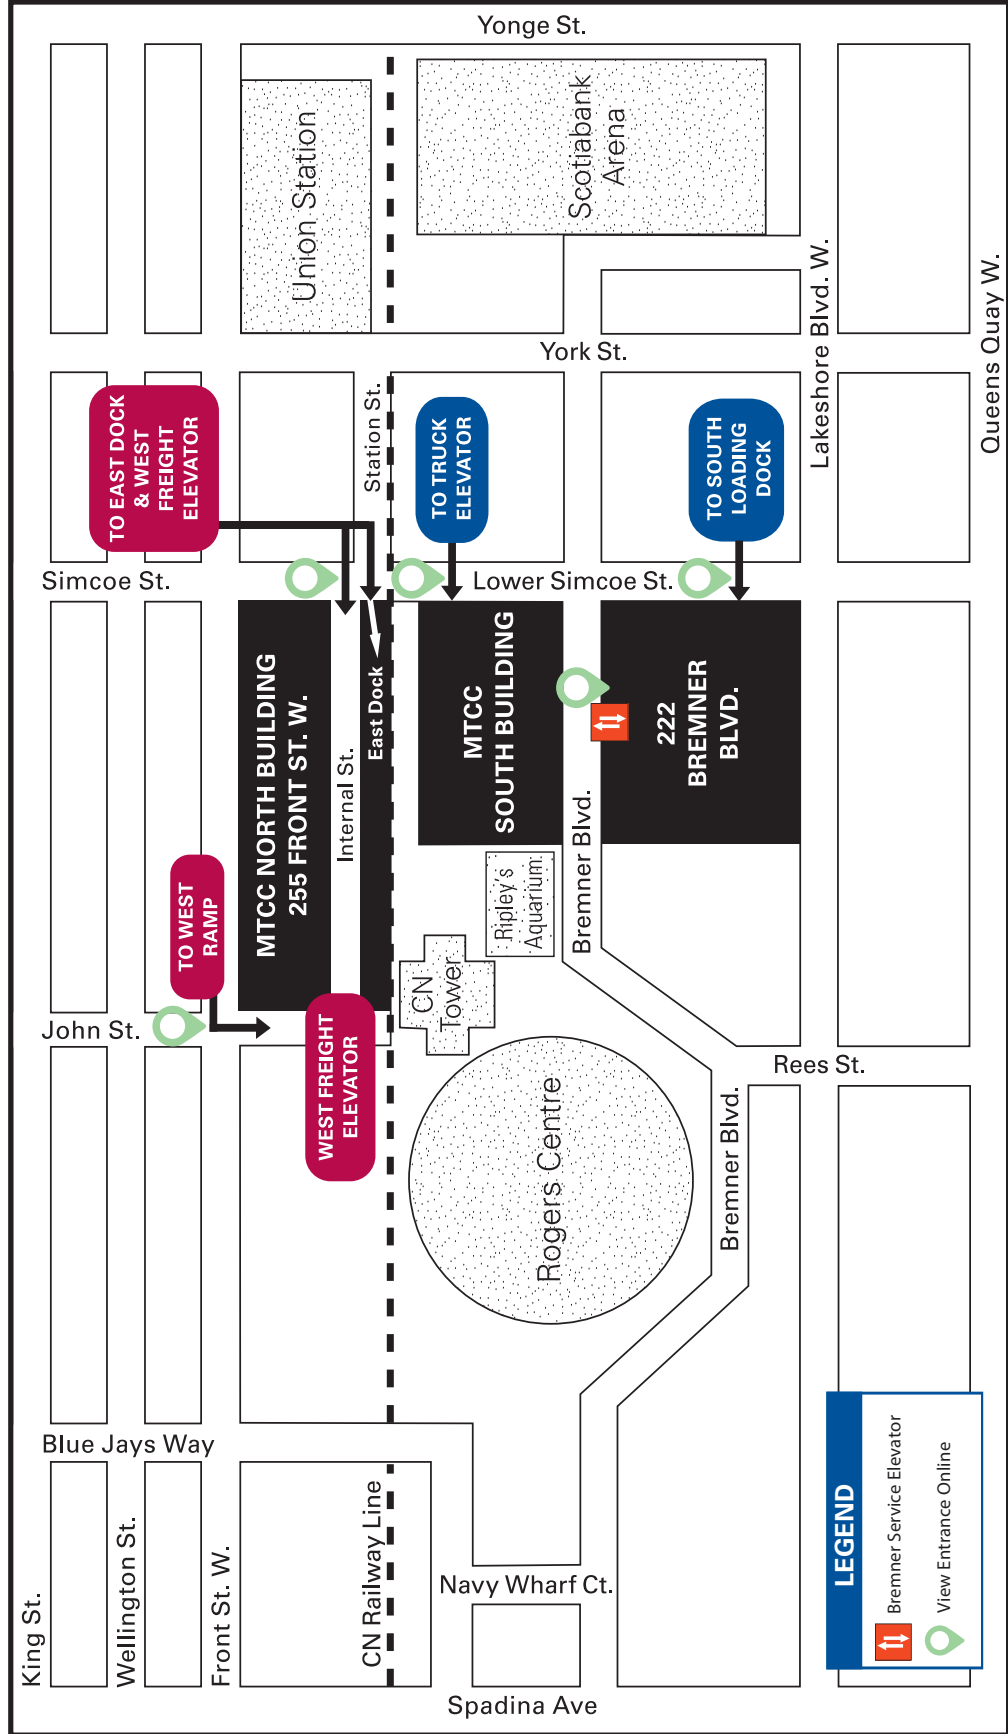 Yonge St.
Union Station
Scotiabank
Arena
York St.
Lakeshore Blvd. W.
Queens Quay W.
TO EAST DOCK
& WEST
FREIGHT
ELEVATOR
Station St.
TO TRUCK
ELEVATOR
TO SOUTH
LOADING
DOCK
Simcoe St.
Lower Simcoe St.
MTCC NORTH BUILDING
255 FRONT ST. W.
Internal St.
East Dock
MTCC
SOUTH BUILDING
222
BREMNER
BLVD.
Bremner Blvd.
TO WEST
RAMP
Ripley's
Aquarium
CN
Tower
John St.
WEST FREIGHT
ELEVATOR
Rogers Centre
Rees St.
Bremner Blvd.
Blue Jays Way
King St.
Wellington St.
Front St. W.
CN Railway Line
Navy Wharf Ct.
Spadina Ave
LEGEND
Bremner Service Elevator
View Entrance Online